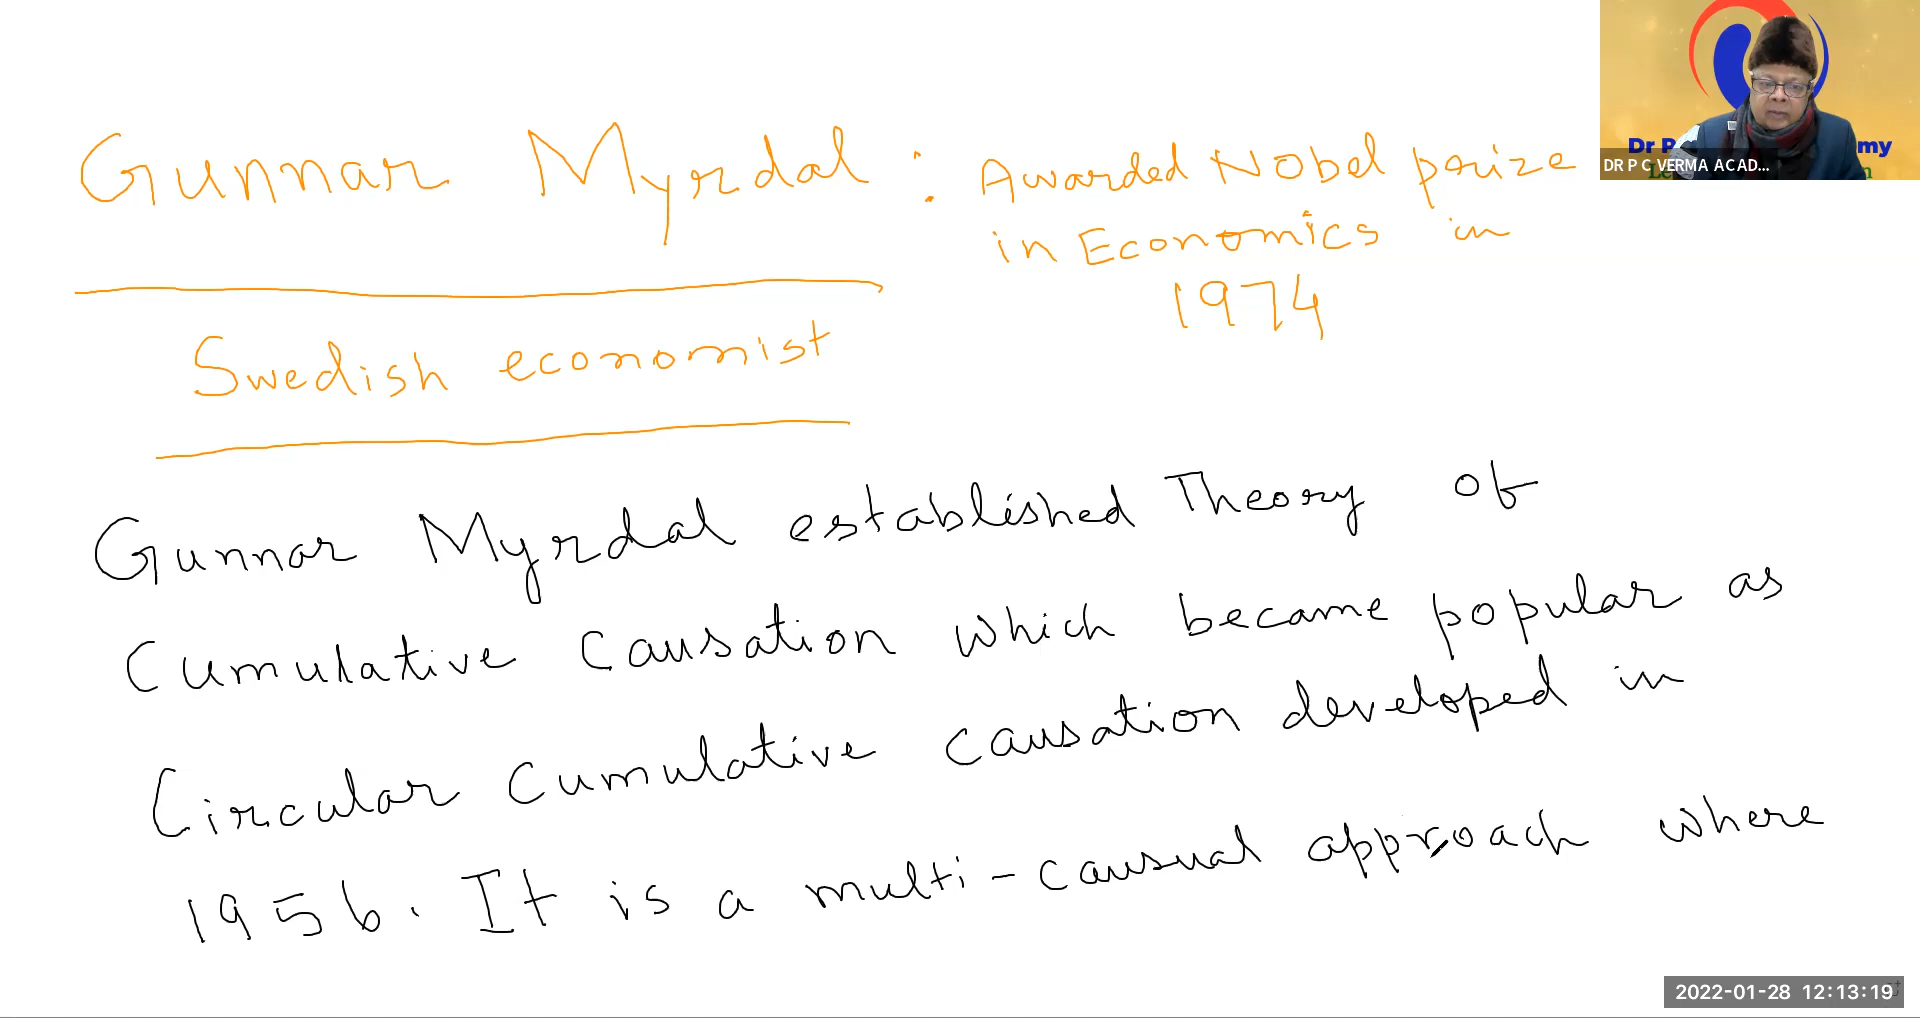 Gunnar Myrdal : Awarded Nobel prize
in Economics in
1974
Swedish economist
Gunnar Myrdal established Theory of
Cumulative Causation which became popular as
Circular Cumulative causation developed in
1956. It is a multi-causual approach where
Dr P my
DR P C VERMA ACAD...
2022-01-28 12:13:19